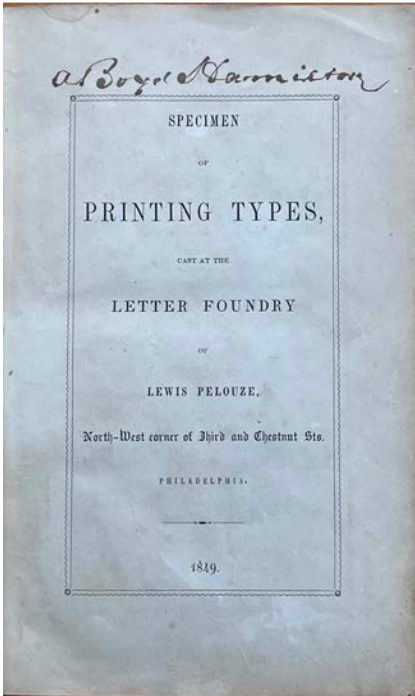 A Boyd Hamilton
SPECIMEN
OF
PRINTING TYPES,
CAST AT THE
LETTER FOUNDRY
OF
LEWIS PELOUZE,
North-West corner of Third and Chestnut Sts.
PHILADELPHIA.
1849.